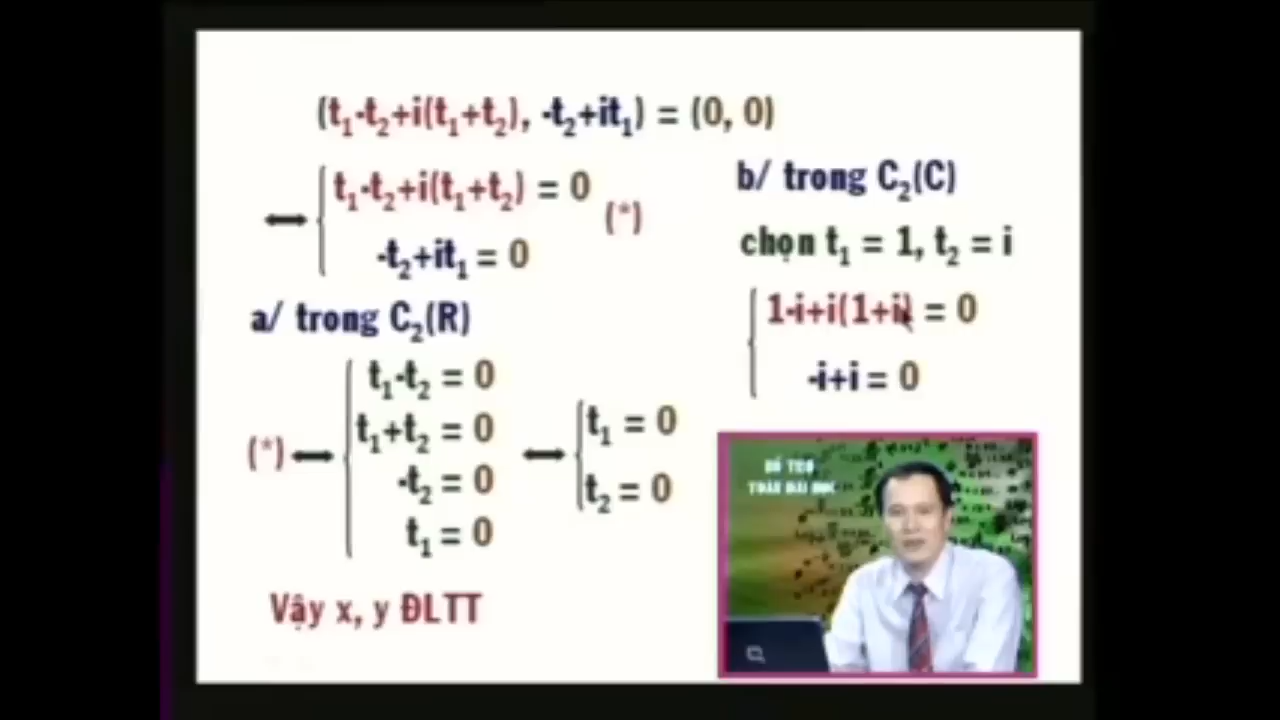 (t₁-t₂+i(t₁+t₂), -t₂+it₁) = (0, 0)
t₁-t₂+i(t₁+t₂) = 0
(*)
-t₂+it₁ = 0
a/ trong C₂(R)
(*) ⟷
t₁-t₂ = 0
t₁+t₂ = 0
-t₂ = 0
t₁ = 0
⟷
t₁ = 0
t₂ = 0
Vậy x, y ĐLTT
b/ trong C₂(C)
chọn t₁ = 1, t₂ = i
1-i+i(1+i) = 0
-i+i = 0